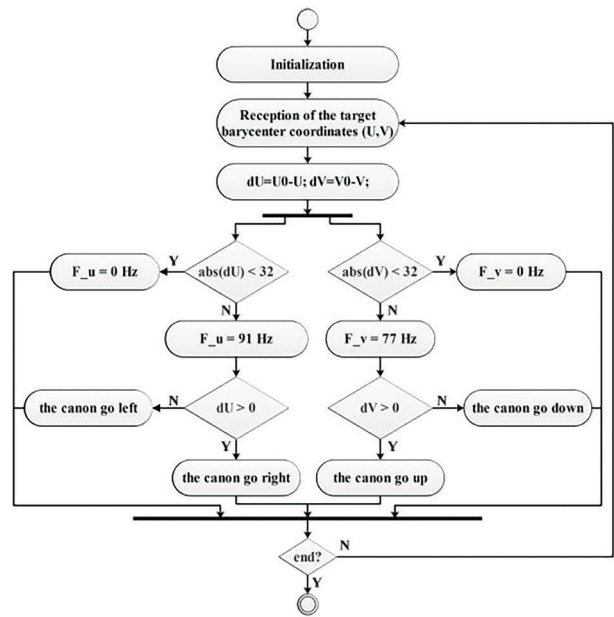 Initialization
Reception of the target
barycenter coordinates (U,V)
dU=U0-U; dV=V0-V;
Y
F_u = 0 Hz
abs(dU) < 32
abs(dV) < 32
Y
F_v = 0 Hz
N
N
F_u = 91 Hz
F_v = 77 Hz
the canon go left
N
dU > 0
dV > 0
N
the canon go down
Y
Y
the canon go right
the canon go up
end?
N
Y